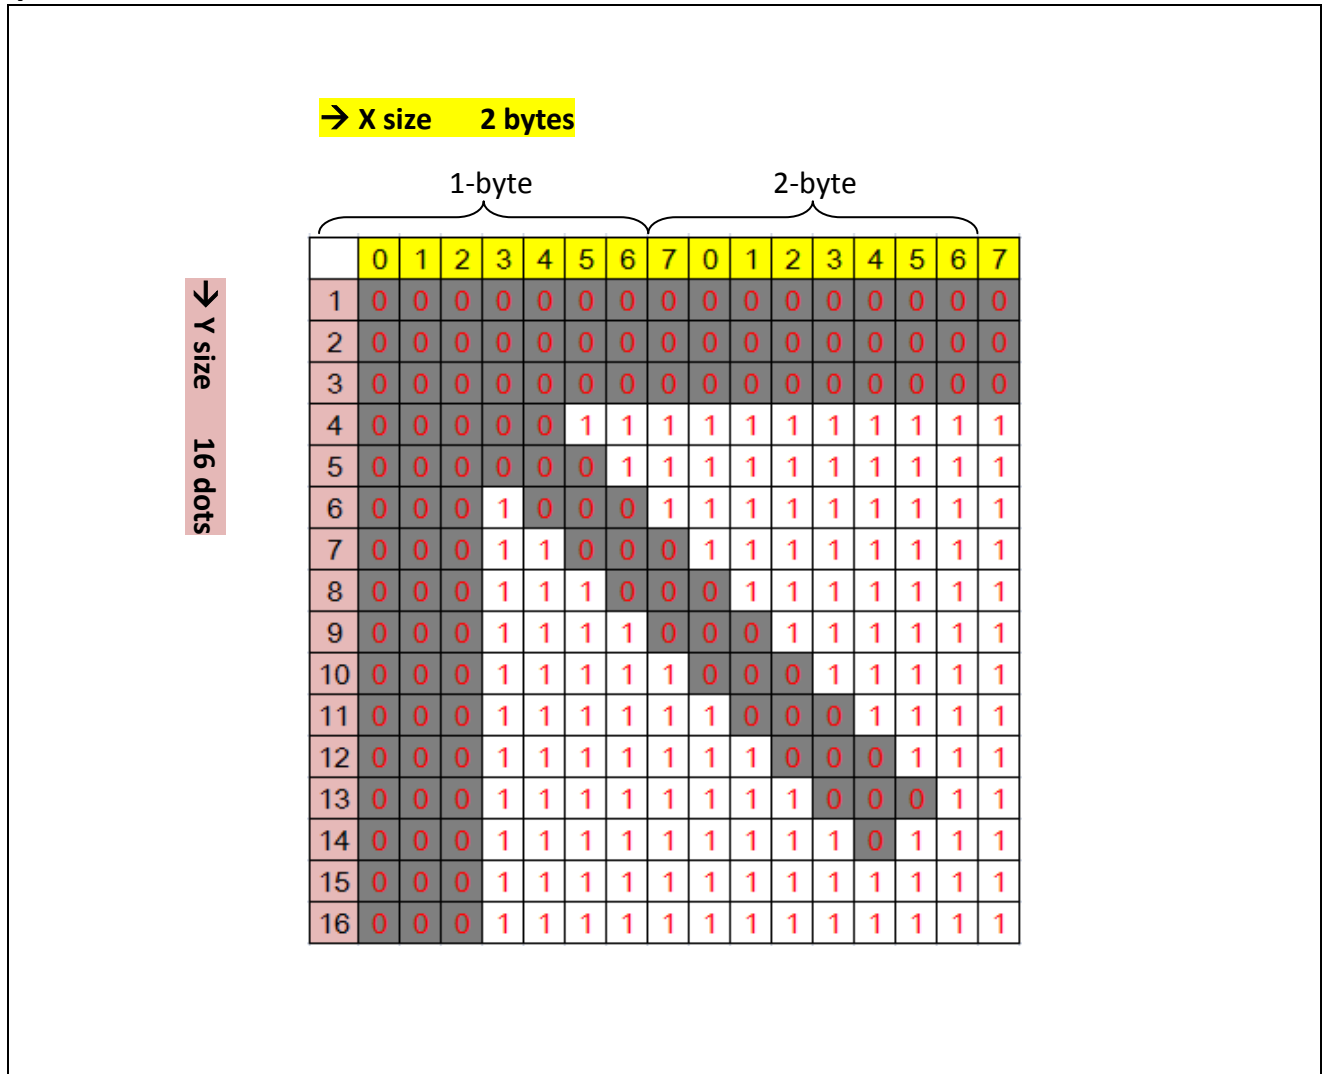 → X size 2 bytes
1-byte 2-byte
0 1 2 3 4 5 6 7 0 1 2 3 4 5 6 7
→ Y size 16 dots
1 0 0 0 0 0 0 0 0 0 0 0 0 0 0 0 0
2 0 0 0 0 0 0 0 0 0 0 0 0 0 0 0 0
3 0 0 0 0 0 0 0 0 0 0 0 0 0 0 0 0
4 0 0 0 0 0 1 1 1 1 1 1 1 1 1 1 1
5 0 0 0 0 0 0 1 1 1 1 1 1 1 1 1 1
6 0 0 0 1 0 0 0 1 1 1 1 1 1 1 1 1
7 0 0 0 1 1 0 0 0 1 1 1 1 1 1 1 1
8 0 0 0 1 1 1 0 0 0 1 1 1 1 1 1 1
9 0 0 0 1 1 1 1 0 0 0 1 1 1 1 1 1
10 0 0 0 1 1 1 1 1 0 0 0 1 1 1 1 1
11 0 0 0 1 1 1 1 1 1 0 0 0 1 1 1 1
12 0 0 0 1 1 1 1 1 1 1 0 0 0 1 1 1
13 0 0 0 1 1 1 1 1 1 1 1 0 0 0 1 1
14 0 0 0 1 1 1 1 1 1 1 1 1 0 1 1 1
15 0 0 0 1 1 1 1 1 1 1 1 1 1 1 1 1
16 0 0 0 1 1 1 1 1 1 1 1 1 1 1 1 1